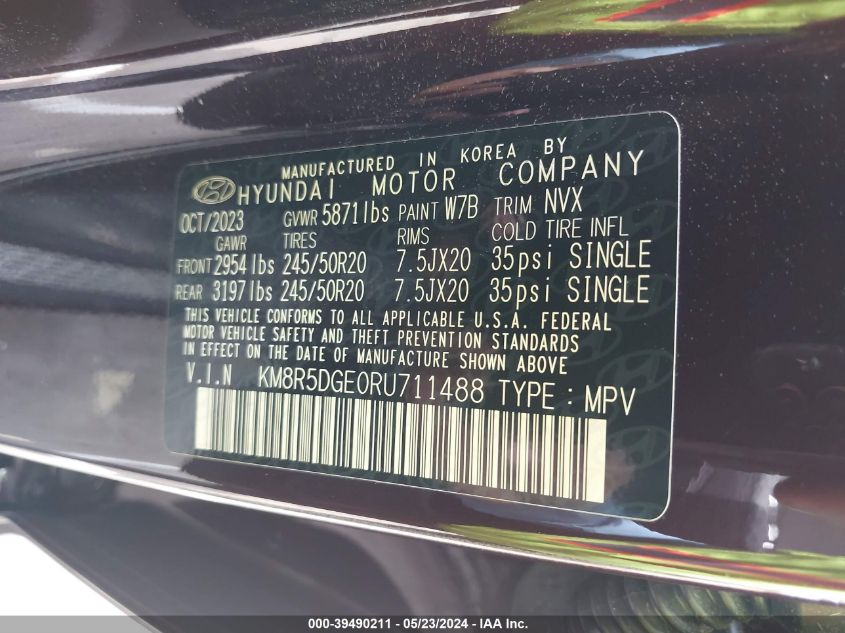 MANUFACTURED IN KOREA BY
HYUNDAI MOTOR COMPANY
OCT/2023 GVWR 5871lbs PAINT W7B TRIM NVX
GAWR TIRES RIMS COLD TIRE INFL
FRONT 2954lbs 245/50R20 7.5JX20 35psi SINGLE
REAR 3197lbs 245/50R20 7.5JX20 35psi SINGLE
THIS VEHICLE CONFORMS TO ALL APPLICABLE U.S.A. FEDERAL
MOTOR VEHICLE SAFETY AND THEFT PREVENTION STANDARDS
IN EFFECT ON THE DATE OF MANUFACTURE SHOWN ABOVE
V.I.N KM8R5DGE0RU711488 TYPE : MPV
000-39490211 - 05/23/2024 - IAA Inc.